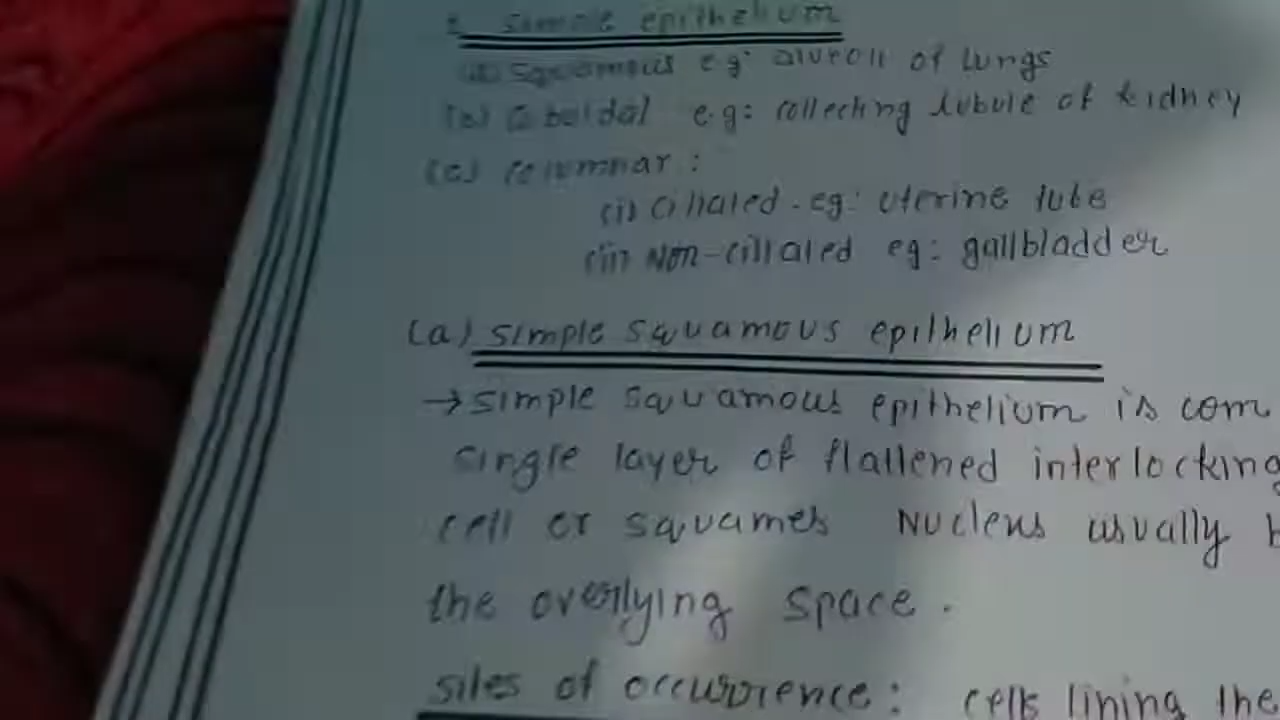 simple epithelium
(a) squamous eg: alveoli of lungs
(b) Cuboidal e.g: collecting tubule of kidney
(c) columnar :
(i) Ciliated . eg: uterine tube
(ii) Non-cillated eg: gallbladder
(a) simple squamous epithelium
→ simple squamous epithelium is com
single layer of flattened interlocking
cell or squames Nucleus usually b
the overlying space .
sites of occurrence : cells lining the